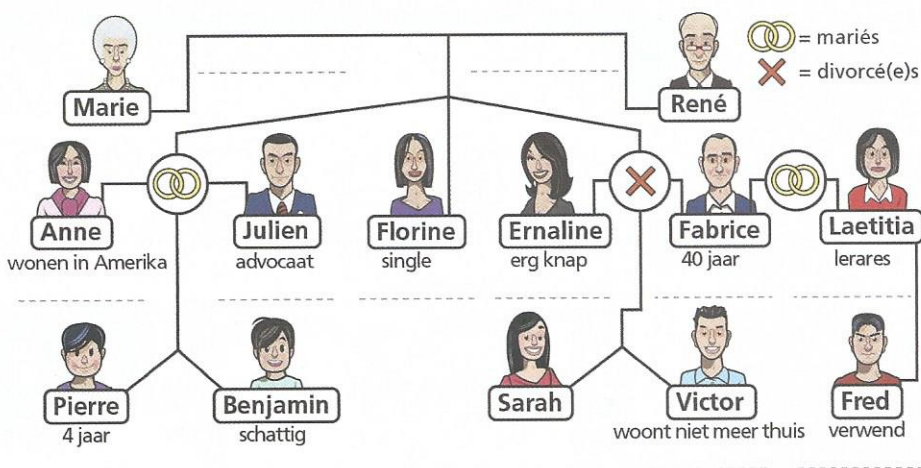 = mariés
= divorcé(e)s
Marie
René
Anne
Julien
Florine
Ernaline
Fabrice
Laetitia
wonen in Amerika
advocaat
single
erg knap
40 jaar
lerares
Pierre
Benjamin
Sarah
Victor
Fred
4 jaar
schattig
woont niet meer thuis
verwend